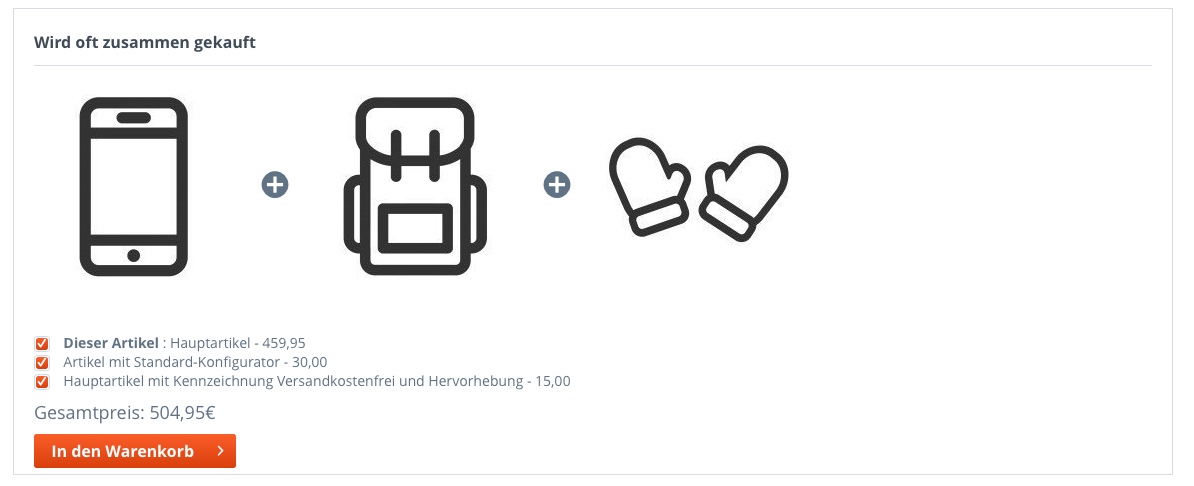 Wird oft zusammen gekauft
Dieser Artikel : Hauptartikel - 459,95
Artikel mit Standard-Konfigurator - 30,00
Hauptartikel mit Kennzeichnung Versandkostenfrei und Hervorhebung - 15,00
Gesamtpreis: 504,95€
In den Warenkorb